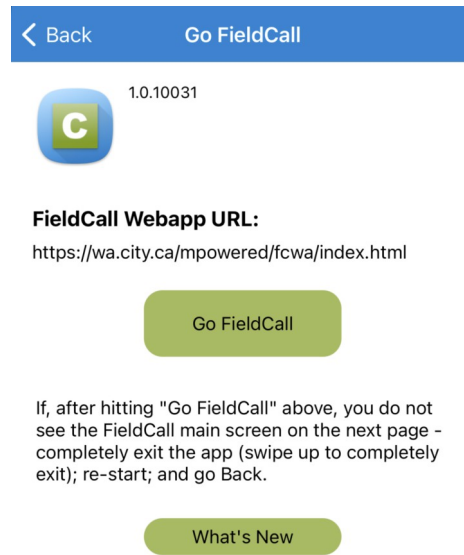 Back
Go FieldCall
1.0.10031
C
FieldCall Webapp URL:
https://wa.city.ca/mpowered/fcwa/index.html
Go FieldCall
If, after hitting "Go FieldCall" above, you do not
see the FieldCall main screen on the next page -
completely exit the app (swipe up to completely
exit); re-start; and go Back.
What's New